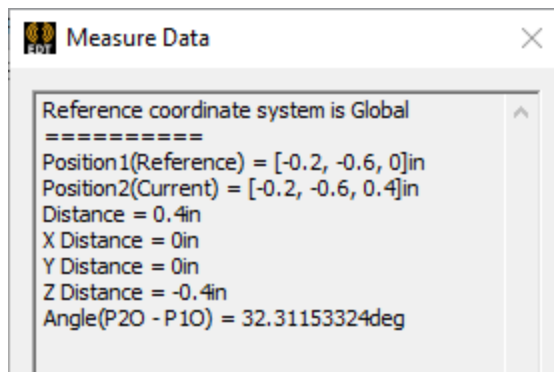 EDT Measure Data
Reference coordinate system is Global
==========
Position1(Reference) = [-0.2, -0.6, 0]in
Position2(Current) = [-0.2, -0.6, 0.4]in
Distance = 0.4in
X Distance = 0in
Y Distance = 0in
Z Distance = -0.4in
Angle(P2O - P1O) = 32.31153324deg